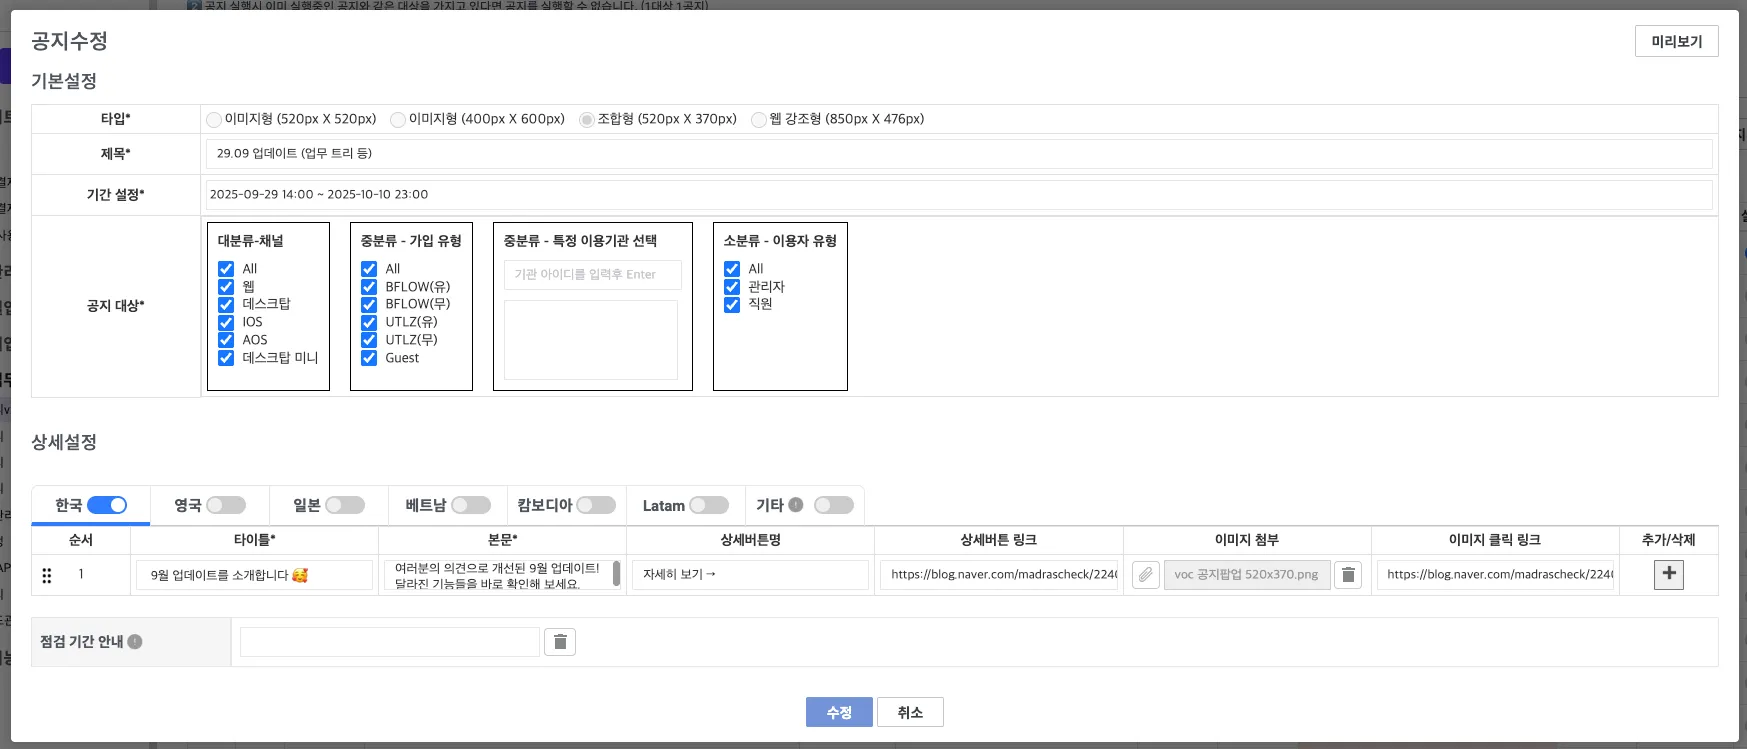 공지 실행시 이미 실행중인 공지와 같은 대상을 가지고 있다면 공지를 실행할 수 없습니다. (1대상 1공지)
공지수정
미리보기
기본설정
타입* 이미지형 (520px X 520px) 이미지형 (400px X 600px) 조합형 (520px X 370px) 웹 강조형 (850px X 476px)
제목* 29.09 업데이트 (업무 트리 등)
기간 설정* 2025-09-29 14:00 ~ 2025-10-10 23:00
공지 대상*
대분류-채널
All
웹
데스크탑
IOS
AOS
데스크탑 미니
중분류 - 가입 유형
All
BFLOW(유)
BFLOW(무)
UTLZ(유)
UTLZ(무)
Guest
중분류 - 특정 이용기관 선택
기관 아이디를 입력후 Enter
소분류 - 이용자 유형
All
관리자
직원
상세설정
한국 영국 일본 베트남 캄보디아 Latam 기타
순서 타이틀* 본문* 상세버튼명 상세버튼 링크 이미지 첨부 이미지 클릭 링크 추가/삭제
1
9월 업데이트를 소개합니다 🥰
여러분의 의견으로 개선된 9월 업데이트!
달라진 기능들을 바로 확인해 보세요.
자세히 보기 →
https://blog.naver.com/madrascheck/2240
voc 공지팝업 520x370.png
https://blog.naver.com/madrascheck/2240
점검 기간 안내
수정 취소